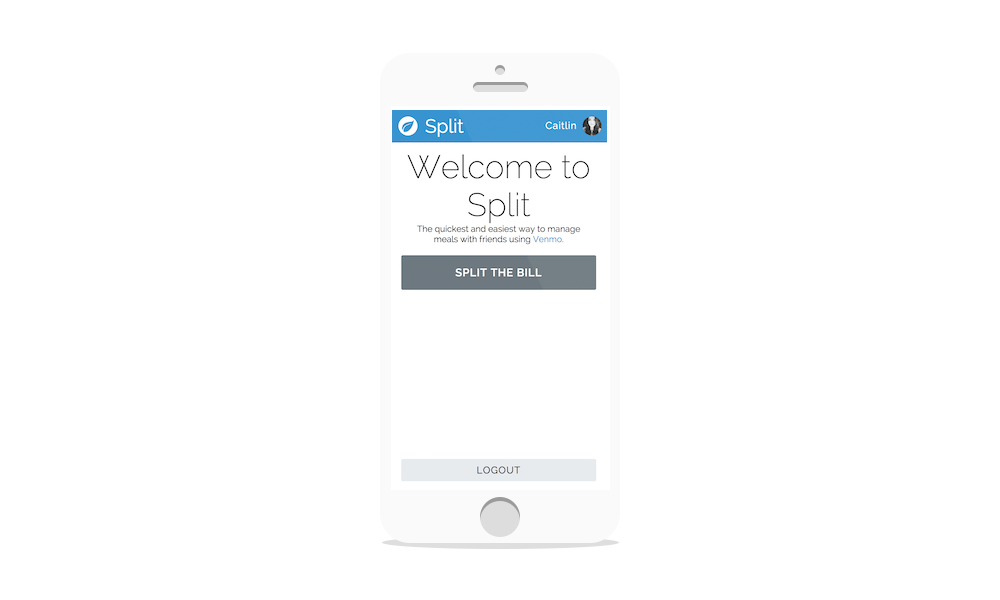 Split
Caitlin
Welcome to
Split
The quickest and easiest way to manage
meals with friends using Venmo.
SPLIT THE BILL
LOGOUT